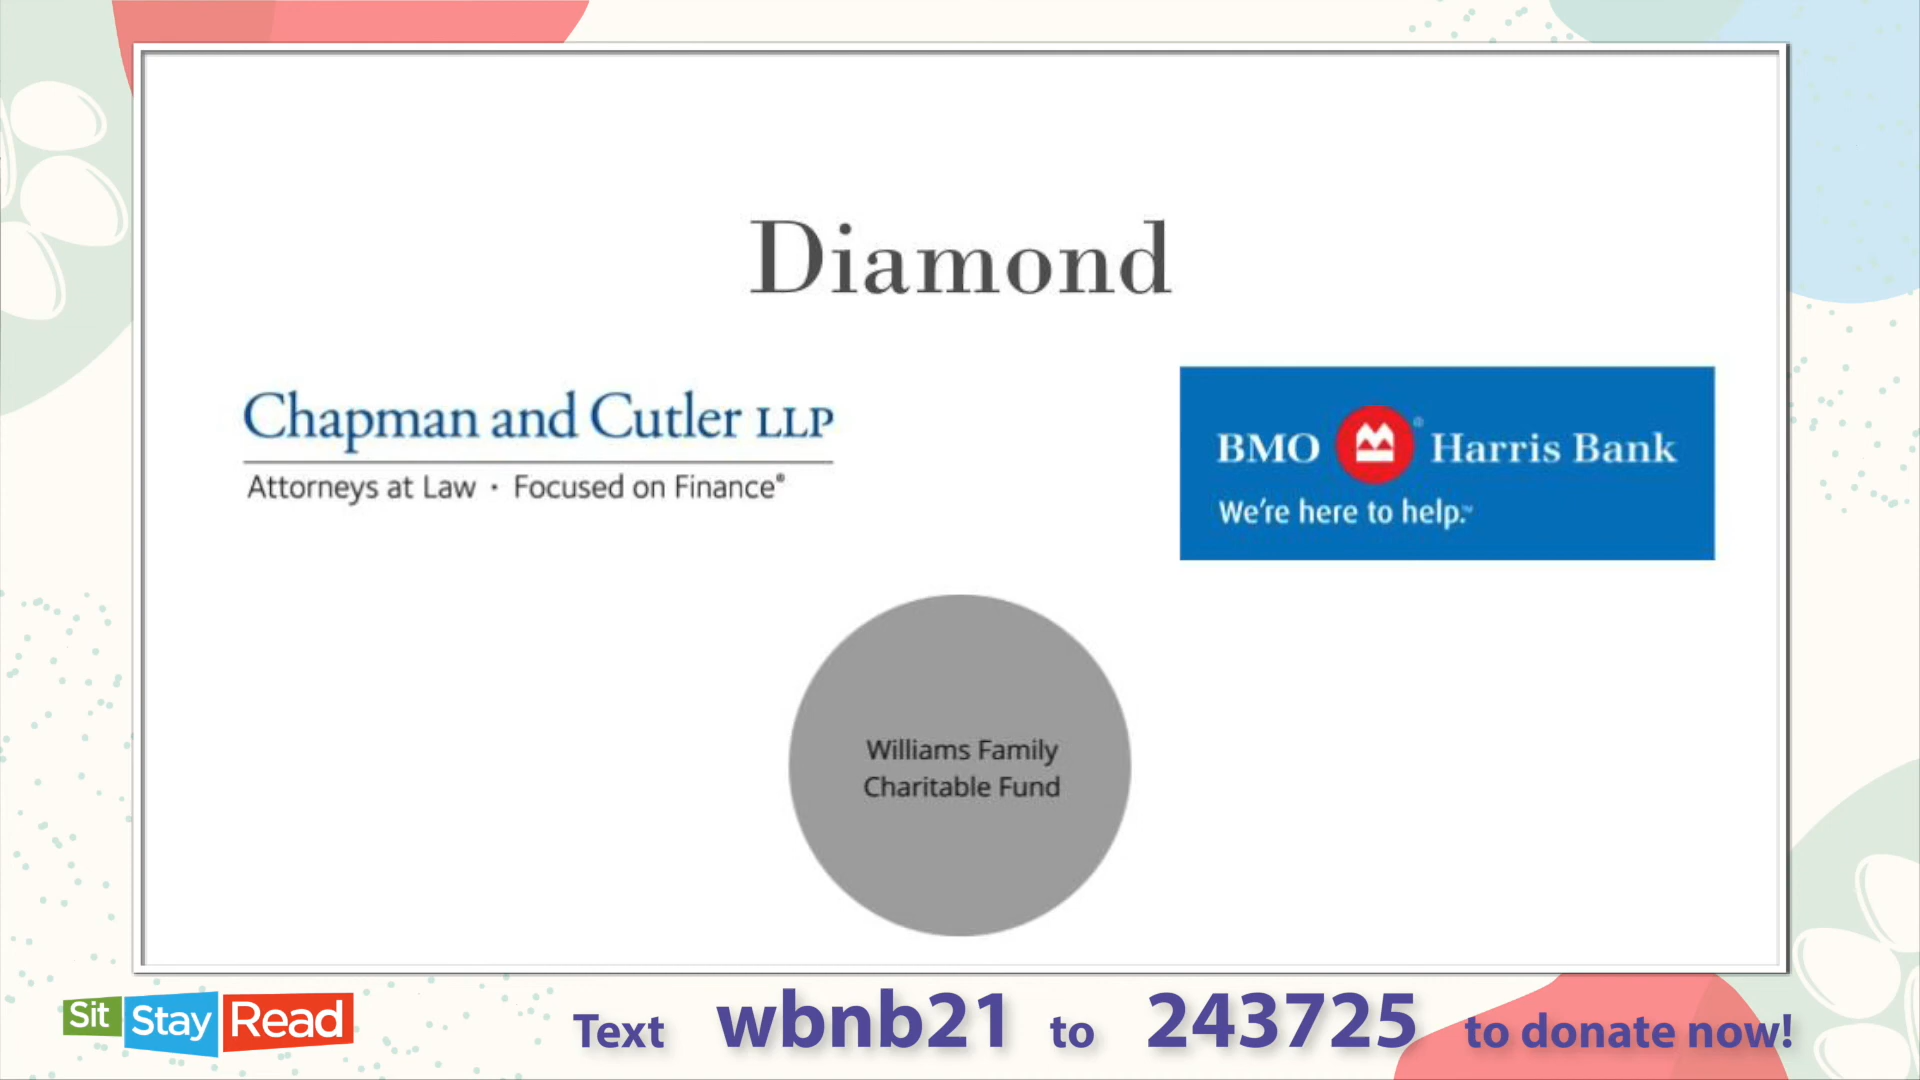 Diamond
Chapman and Cutler LLP
Attorneys at Law · Focused on Finance®
BMO ® Harris Bank
We're here to help.™
Williams Family
Charitable Fund
Sit Stay Read
Text wbnb21 to 243725 to donate now!